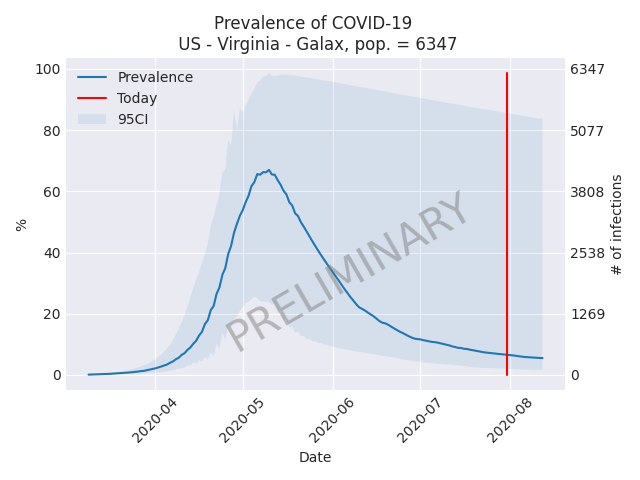 Prevalence of COVID-19
US - Virginia - Galax, pop. = 6347
Prevalence
Today
95CI
100
80
60
40
20
0
%
6347
5077
3808
2538
1269
0
# of infections
PRELIMINARY
2020-04
2020-05
2020-06
2020-07
2020-08
Date